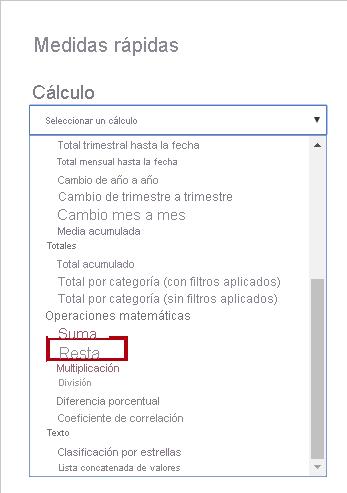 Medidas rápidas
Cálculo
Seleccionar un cálculo
Total trimestral hasta la fecha
Total mensual hasta la fecha
Cambio de año a año
Cambio de trimestre a trimestre
Cambio mes a mes
Media acumulada
Totales
Total acumulado
Total por categoría (con filtros aplicados)
Total por categoría (sin filtros aplicados)
Operaciones matemáticas
Suma
Resta
Multiplicación
División
Diferencia porcentual
Coeficiente de correlación
Texto
Clasificación por estrellas
Lista concatenada de valores